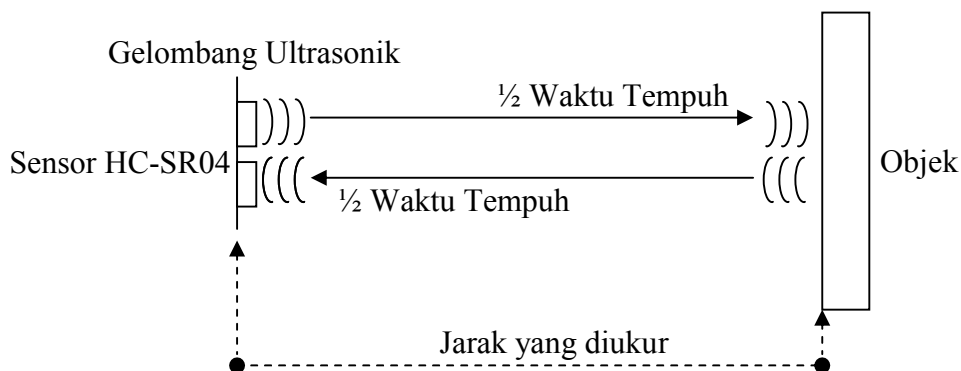 Gelombang Ultrasonik
½ Waktu Tempuh
Sensor HC-SR04
Objek
½ Waktu Tempuh
Jarak yang diukur